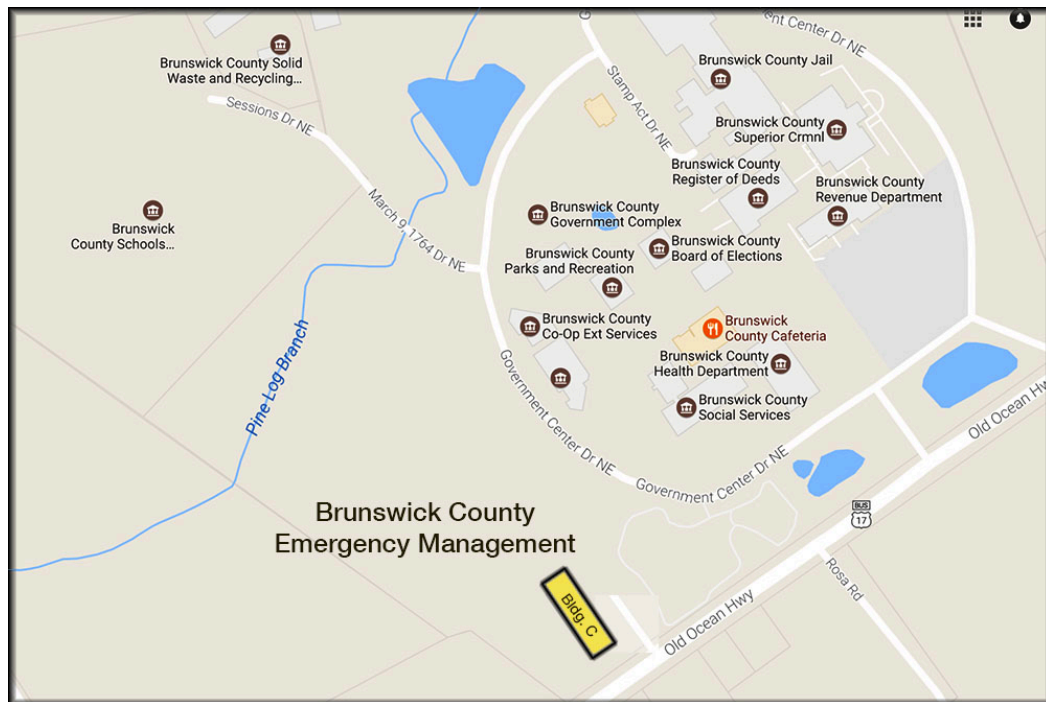 G
ent Center Dr NE
Brunswick County Solid
Waste and Recycling...
Brunswick County Jail
Sessions Dr NE
Stamp Act Dr NE
Brunswick County
Superior Crmnl
Brunswick County
Register of Deeds
Brunswick County
Revenue Department
Brunswick
County Schools...
March 9, 1764 Dr NE
Brunswick County
Government Complex
Brunswick County
Board of Elections
Brunswick County
Parks and Recreation
Brunswick County
Co-Op Ext Services
Brunswick
County Cafeteria
Brunswick County
Health Department
Pine Log Branch
Government Center Dr NE
Brunswick County
Social Services
Old Ocean Hw
Government Center Dr NE
BUS
17
Brunswick County
Emergency Management
Rosa Rd
Bldg. C
Old Ocean Hwy